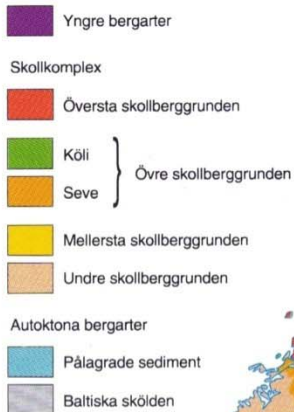 Yngre bergarter
Skollkomplex
Översta skollberggrunden
Köli
Övre skollberggrunden
Seve
Mellersta skollberggrunden
Undre skollberggrunden
Autoktona bergarter
Pålagrade sediment
Baltiska skölden